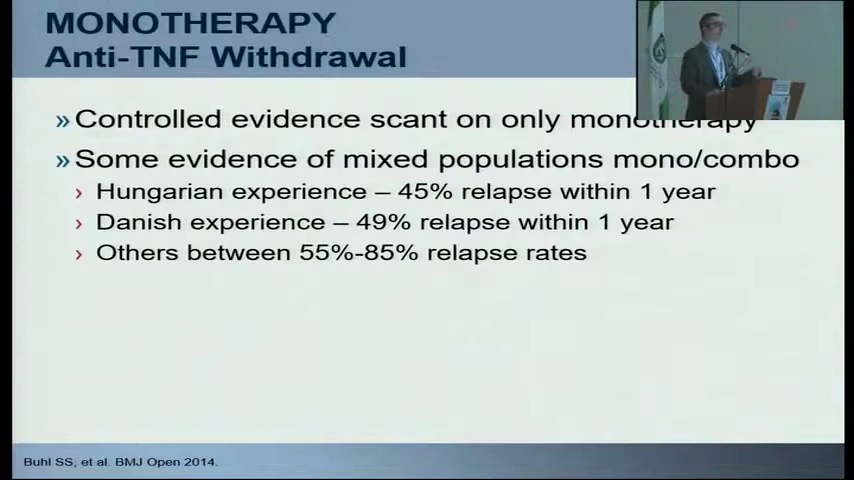 MONOTHERAPY
Anti-TNF Withdrawal
» Controlled evidence scant on only monotherapy
» Some evidence of mixed populations mono/combo
› Hungarian experience – 45% relapse within 1 year
› Danish experience – 49% relapse within 1 year
› Others between 55%-85% relapse rates
Buhl SS, et al. BMJ Open 2014.